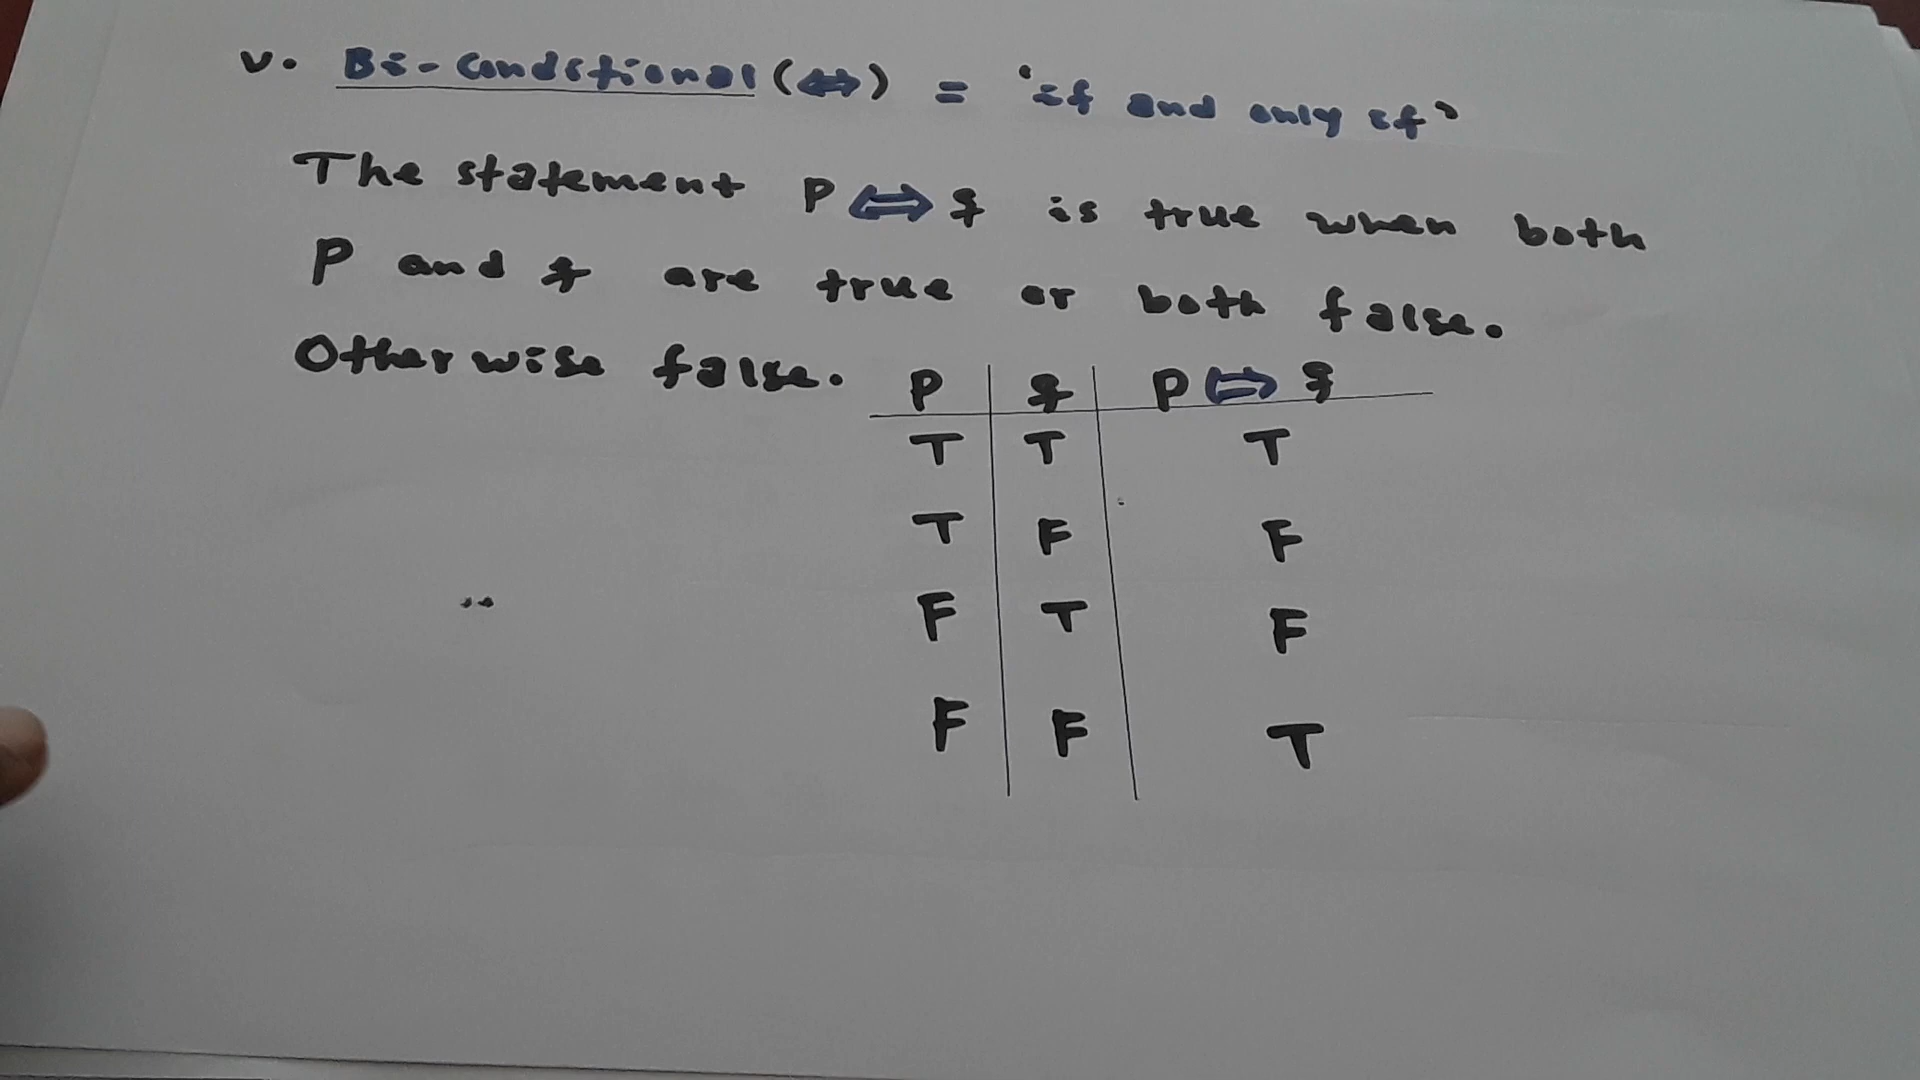 v. Bi-conditional (⇔) = 'if and only if'
The statement P ⇔ q is true when both
P and q are true or both false.
Otherwise false.
P q P ⇔ q
T T T
T F F
F T F
F F T